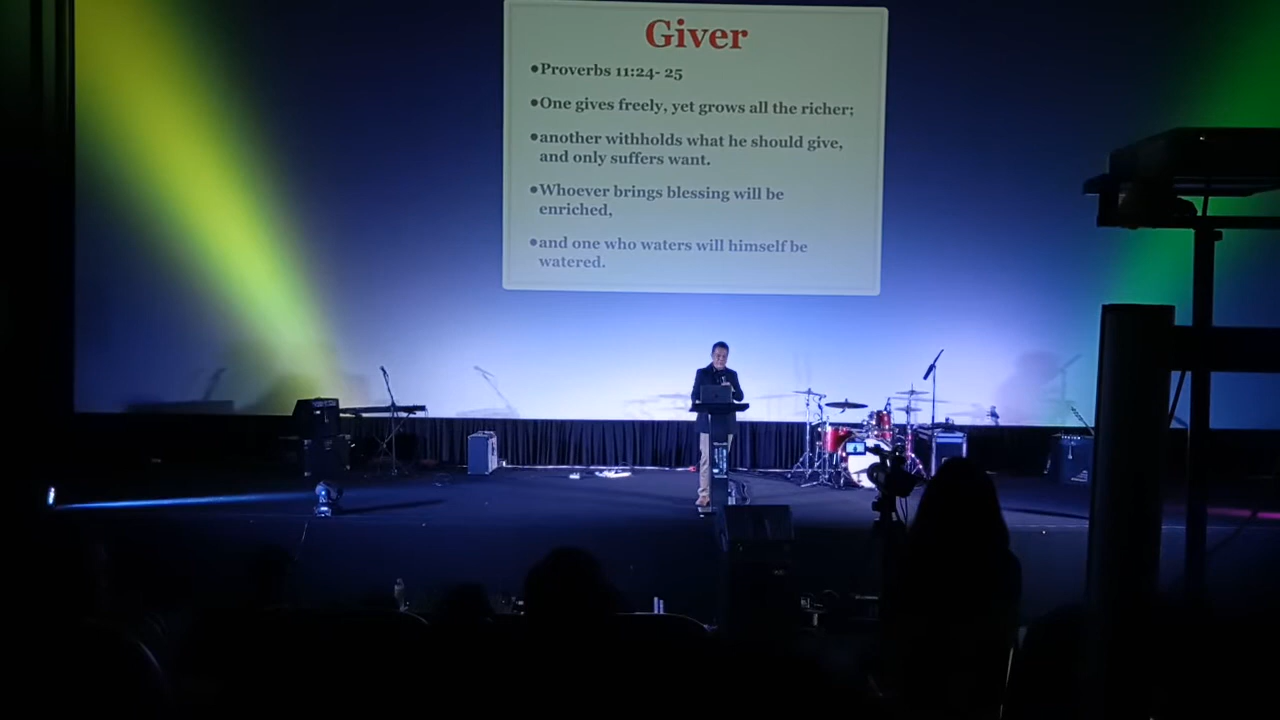 Giver
•Proverbs 11:24- 25
•One gives freely, yet grows all the richer;
•another withholds what he should give,
and only suffers want.
•Whoever brings blessing will be
enriched,
•and one who waters will himself be
watered.